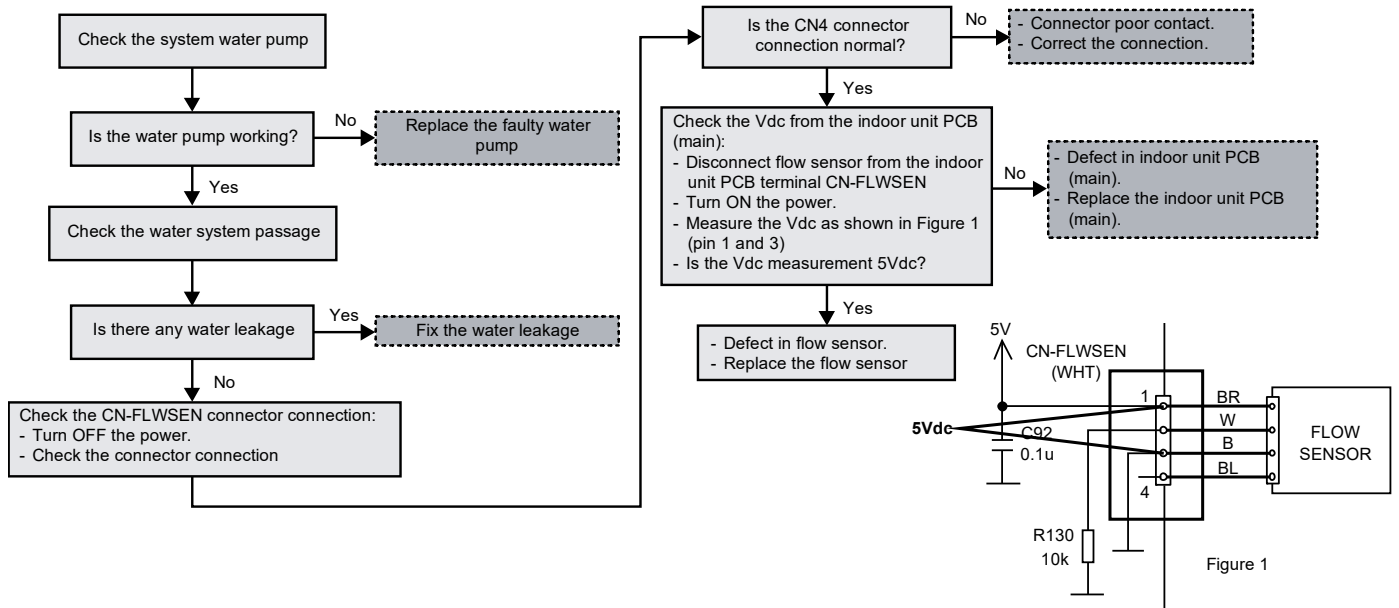 Check the system water pump
Is the water pump working?
No
Replace the faulty water
pump
Yes
Check the water system passage
Is there any water leakage
Yes
Fix the water leakage
No
Check the CN-FLWSEN connector connection:
- Turn OFF the power.
- Check the connector connection
Is the CN4 connector
connection normal?
No
- Connector poor contact.
- Correct the connection.
Yes
Check the Vdc from the indoor unit PCB
(main):
- Disconnect flow sensor from the indoor
unit PCB terminal CN-FLWSEN
- Turn ON the power.
- Measure the Vdc as shown in Figure 1
(pin 1 and 3)
- Is the Vdc measurement 5Vdc?
No
- Defect in indoor unit PCB
(main).
- Replace the indoor unit PCB
(main).
Yes
- Defect in flow sensor.
- Replace the flow sensor
5V
CN-FLWSEN
(WHT)
1
BR
W
B
BL
4
5Vdc
C92
0.1u
FLOW
SENSOR
R130
10k
Figure 1